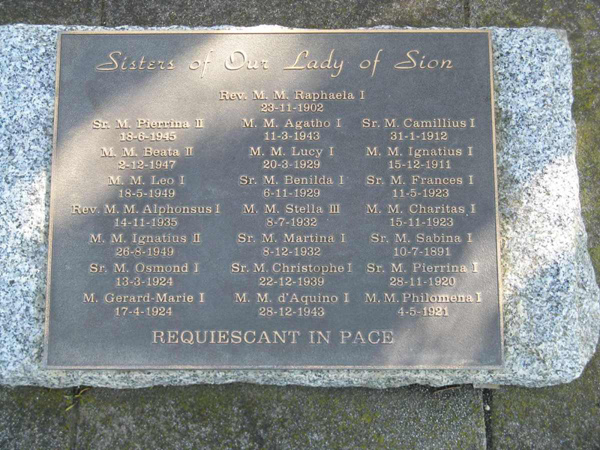 Sisters of Our Lady of Sion
Rev. M. M. Raphaela I
23-11-1902
Sr. M. Pierrina II M. M. Agatho I Sr. M. Camillius I
18-6-1945 11-3-1943 31-1-1912
M. M. Beata II M. M. Lucy I M. M. Ignatius I
2-12-1947 20-3-1929 15-12-1911
M. M. Leo I Sr. M. Benilda I Sr. M. Frances I
18-5-1949 6-11-1929 11-5-1923
Rev. M. M. Alphonsus I M. M. Stella III M. M. Charitas I
14-11-1935 8-7-1932 15-11-1923
M. M. Ignatius II Sr. M. Martina I Sr. M. Sabina I
26-8-1949 8-12-1932 10-7-1891
Sr. M. Osmond I Sr. M. Christophe I Sr. M. Pierrina I
13-3-1924 22-12-1939 28-11-1920
M. Gerard-Marie I M. M. d'Aquino I M. M. Philomena I
17-4-1924 28-12-1943 4-5-1921
REQUIESCANT IN PACE